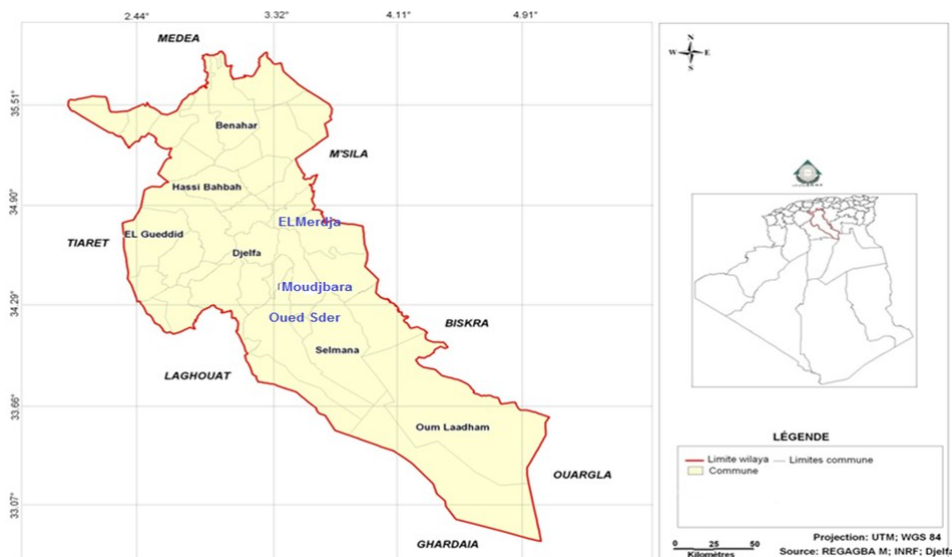 2.44° 3.32° 4.11° 4.91°
MEDEA
35.51°
Benahar
M'SILA
Hassi Bahbah
34.90°
ELMerdja
EL Gueddid
TIARET
Djelfa
Moudjbara
34.29°
Oued Sder
BISKRA
Selmana
LAGHOUAT
33.66°
Oum Laadham
OUARGLA
33.07°
GHARDAIA
N
W E
S
LÉGENDE
Limite wilaya Limites commune
Commune
0 25 50
Kilomètres
Projection: UTM; WGS 84
Source: REGAGBA M; INRF; Djelf